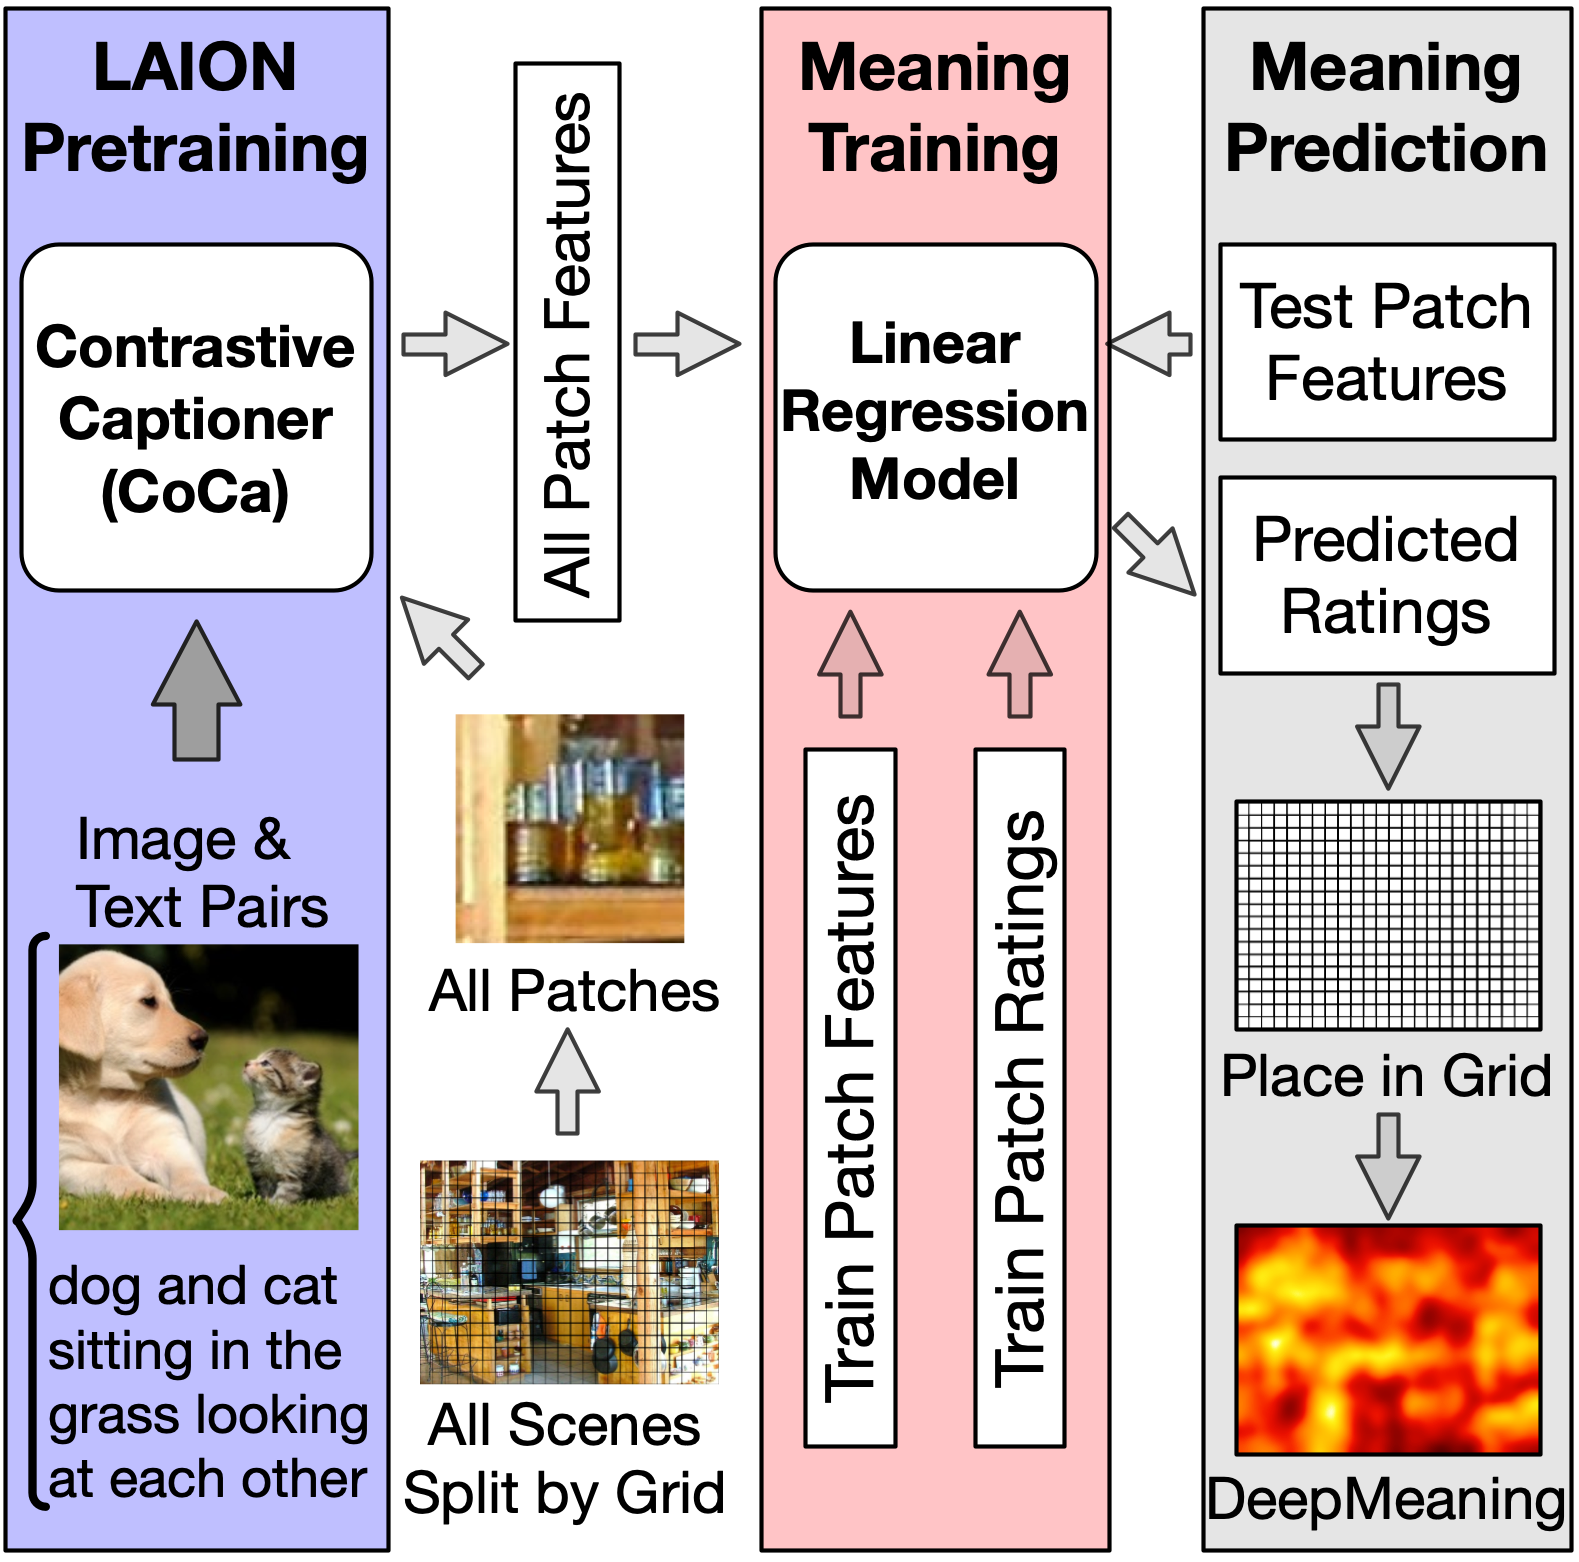 LAION
Pretraining
Contrastive
Captioner
(CoCa)
Image &
Text Pairs
dog and cat
sitting in the
grass looking
at each other
All Patch Features
All Patches
All Scenes
Split by Grid
Meaning
Training
Linear
Regression
Model
Train Patch Features
Train Patch Ratings
Meaning
Prediction
Test Patch
Features
Predicted
Ratings
Place in Grid
DeepMeaning